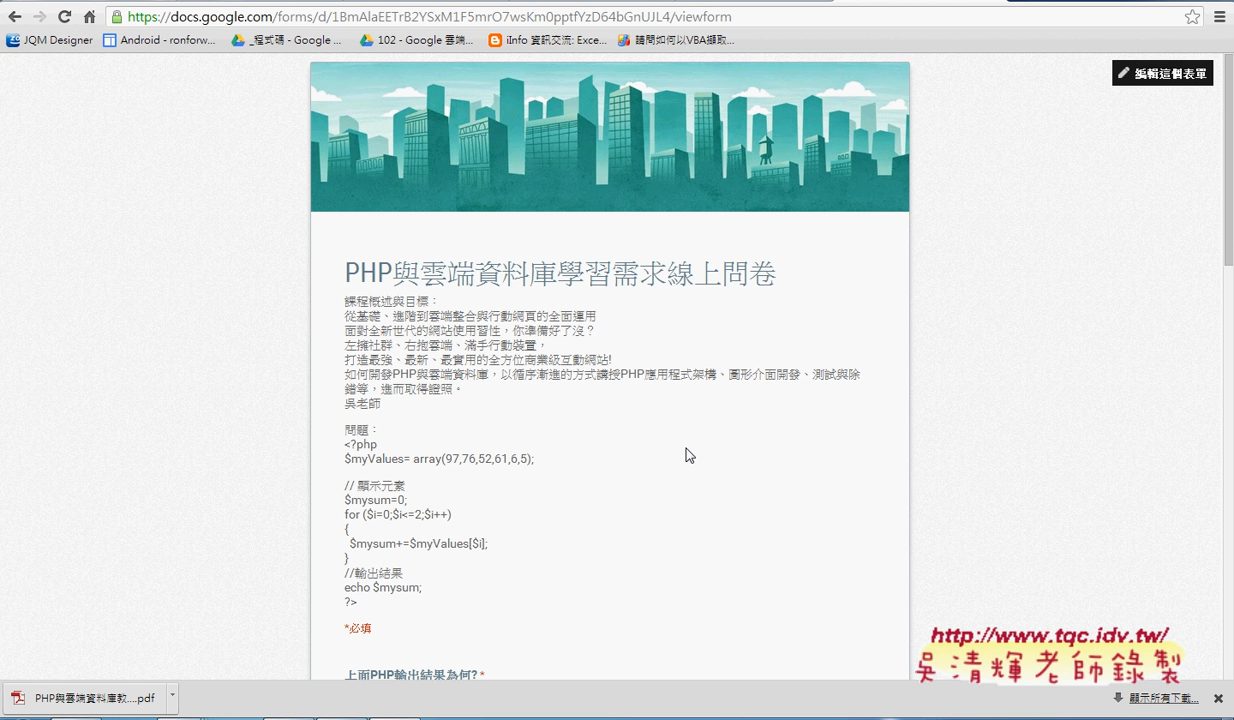 https://docs.google.com/forms/d/1BmAlaEETrB2YSxM1F5mrO7wsKm0pptfYzD64bGnUJL4/viewform
JQM Designer
Android - ronforw...
_程式碼 - Google ...
102 - Google 雲端...
iInfo 資訊交流: Exce...
請問如何以VBA擷取...
編輯這個表單
PHP與雲端資料庫學習需求線上問卷
課程概述與目標：
從基礎、進階到雲端整合與行動網頁的全面運用
面對全新世代的網站使用習性，你準備好了沒？
左擁社群、右抱雲端、滿手行動裝置，
打造最強、最新、最實用的全方位商業級互動網站!
如何開發PHP與雲端資料庫，以循序漸進的方式講授PHP應用程式架構、圖形介面開發、測試與除
錯等，進而取得證照。
吳老師
問題：
<?php
$myValues= array(97,76,52,61,6,5);
// 顯示元素
$mysum=0;
for ($i=0;$i<=2;$i++)
{
$mysum+=$myValues[$i];
}
//輸出結果
echo $mysum;
?>
*必填
上面PHP輸出結果為何? *
http://www.tqc.idv.tw/
吳清輝老師錄製
PHP與雲端資料庫教....pdf
顯示所有下載...